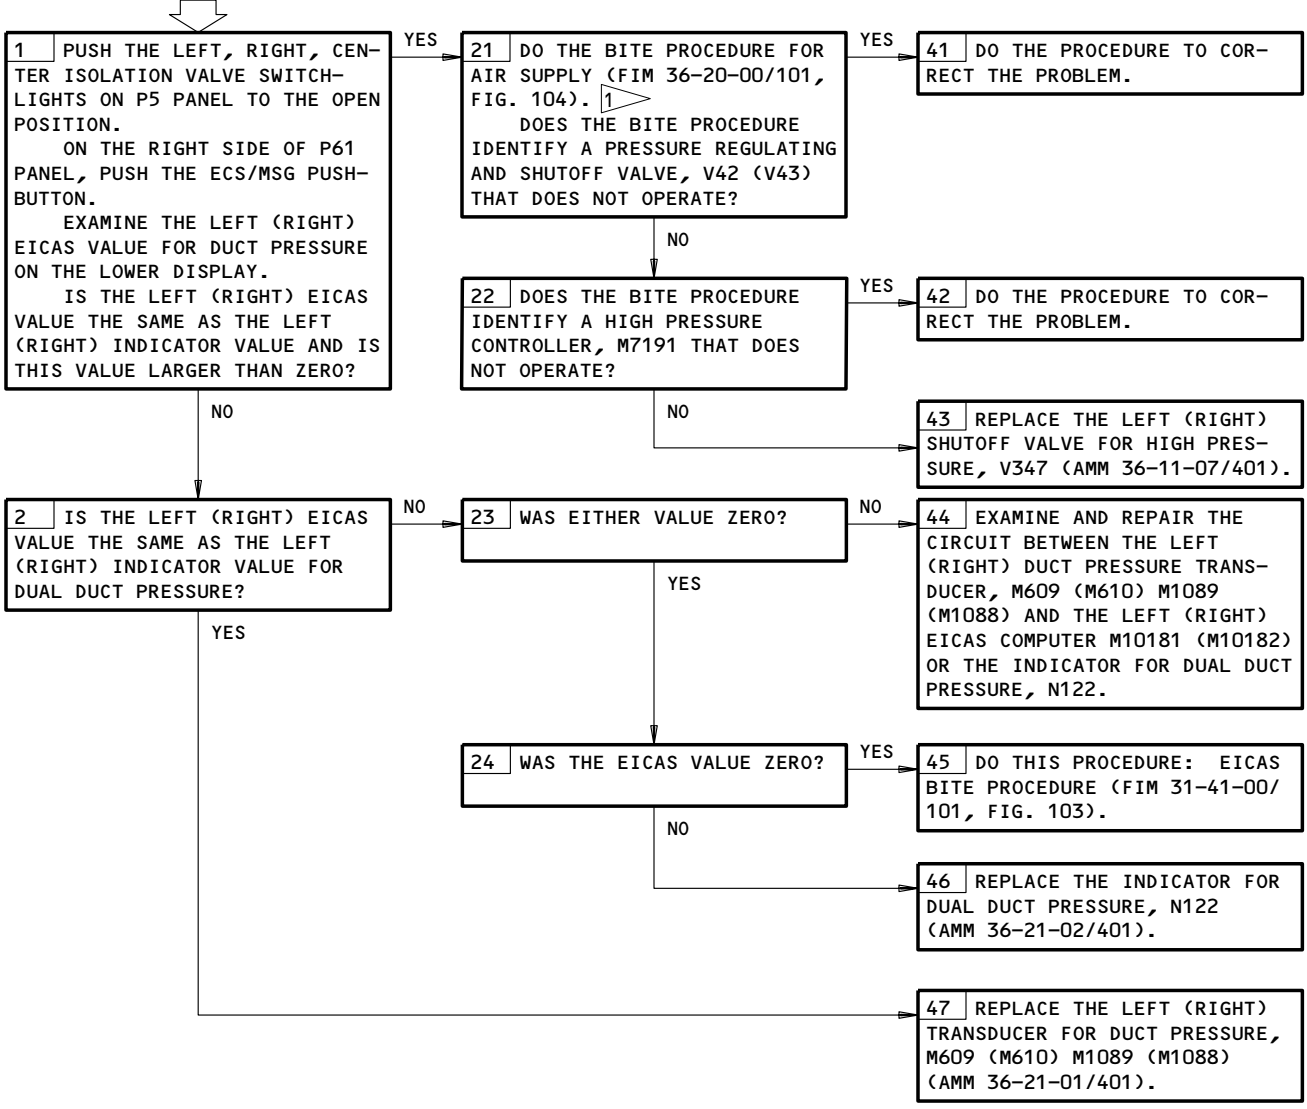 1 PUSH THE LEFT, RIGHT, CEN-
TER ISOLATION VALVE SWITCH-
LIGHTS ON P5 PANEL TO THE OPEN
POSITION.
ON THE RIGHT SIDE OF P61
PANEL, PUSH THE ECS/MSG PUSH-
BUTTON.
EXAMINE THE LEFT (RIGHT)
EICAS VALUE FOR DUCT PRESSURE
ON THE LOWER DISPLAY.
IS THE LEFT (RIGHT) EICAS
VALUE THE SAME AS THE LEFT
(RIGHT) INDICATOR VALUE AND IS
THIS VALUE LARGER THAN ZERO?
YES
21 DO THE BITE PROCEDURE FOR
AIR SUPPLY (FIM 36-20-00/101,
FIG. 104). 1
DOES THE BITE PROCEDURE
IDENTIFY A PRESSURE REGULATING
AND SHUTOFF VALVE, V42 (V43)
THAT DOES NOT OPERATE?
YES
41 DO THE PROCEDURE TO COR-
RECT THE PROBLEM.
NO
22 DOES THE BITE PROCEDURE
IDENTIFY A HIGH PRESSURE
CONTROLLER, M7191 THAT DOES
NOT OPERATE?
YES
42 DO THE PROCEDURE TO COR-
RECT THE PROBLEM.
NO
43 REPLACE THE LEFT (RIGHT)
SHUTOFF VALVE FOR HIGH PRES-
SURE, V347 (AMM 36-11-07/401).
NO
2 IS THE LEFT (RIGHT) EICAS
VALUE THE SAME AS THE LEFT
(RIGHT) INDICATOR VALUE FOR
DUAL DUCT PRESSURE?
NO
23 WAS EITHER VALUE ZERO?
NO
44 EXAMINE AND REPAIR THE
CIRCUIT BETWEEN THE LEFT
(RIGHT) DUCT PRESSURE TRANS-
DUCER, M609 (M610) M1089
(M1088) AND THE LEFT (RIGHT)
EICAS COMPUTER M10181 (M10182)
OR THE INDICATOR FOR DUAL DUCT
PRESSURE, N122.
YES
24 WAS THE EICAS VALUE ZERO?
YES
45 DO THIS PROCEDURE: EICAS
BITE PROCEDURE (FIM 31-41-00/
101, FIG. 103).
NO
46 REPLACE THE INDICATOR FOR
DUAL DUCT PRESSURE, N122
(AMM 36-21-02/401).
YES
47 REPLACE THE LEFT (RIGHT)
TRANSDUCER FOR DUCT PRESSURE,
M609 (M610) M1089 (M1088)
(AMM 36-21-01/401).